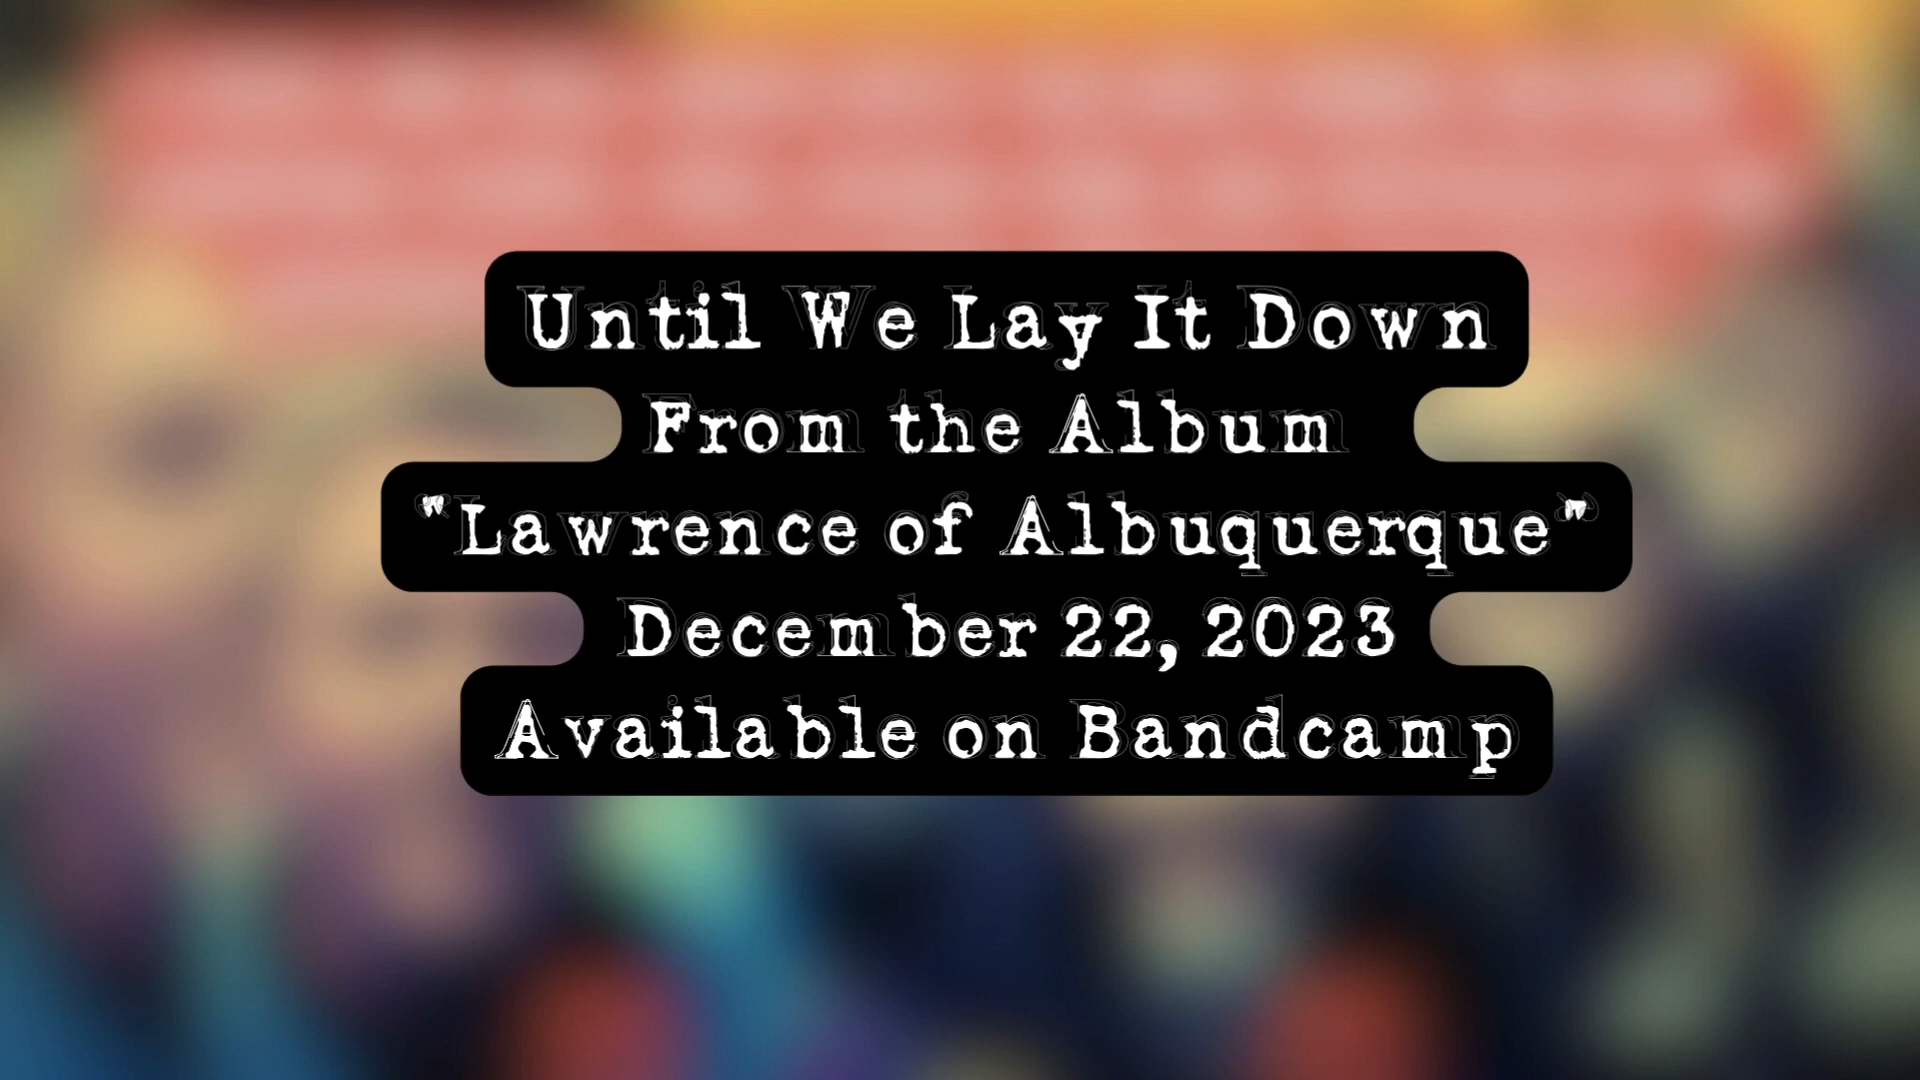 Until We Lay It Down
From the Album
"Lawrence of Albuquerque"
December 22, 2023
Available on Bandcamp